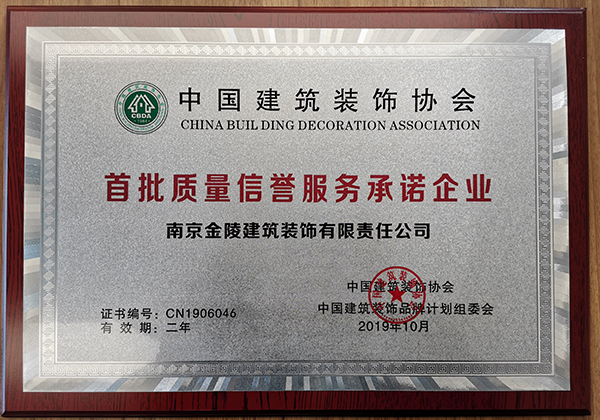 中国建筑装饰协会
CHINA BUILDING DECORATION ASSOCIATION
CBDA
1984
首批质量信誉服务承诺企业
南京金陵建筑装饰有限责任公司
中国建筑装饰协会
证书编号：CN1906046
中国建筑装饰品牌计划组委会
有效期：二年
2019年10月